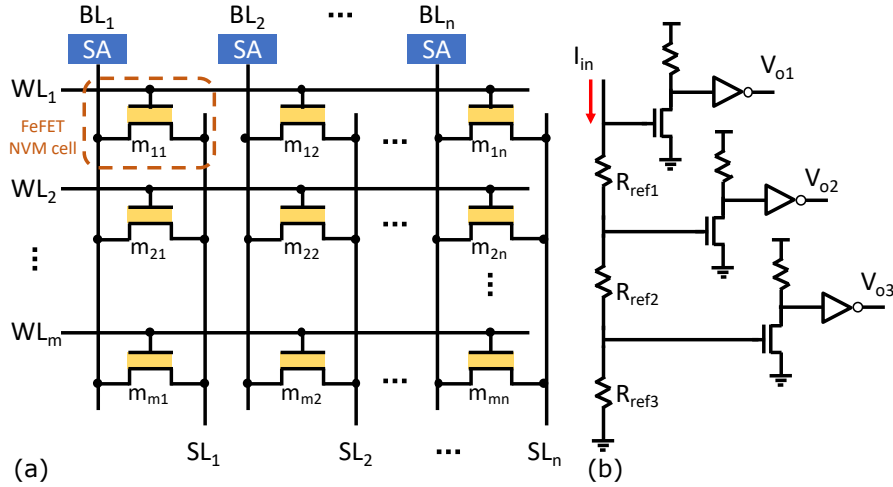 BL1 BL2 ... BLn
SA SA SA
WL1
FeFET
NVM cell
m11 m12 ... m1n
WL2
m21 m22 ... m2n
...
...
WLm
mm1 mm2 ... mmn
SL1 SL2 ... SLn
(a)
Iin
Vo1
Rref1
Vo2
Rref2
Vo3
Rref3
(b)